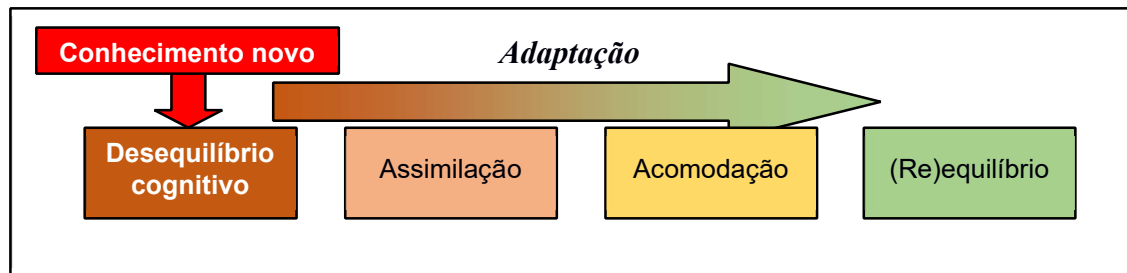 Conhecimento novo
Adaptação
Desequilíbrio
cognitivo
Assimilação
Acomodação
(Re)equilíbrio